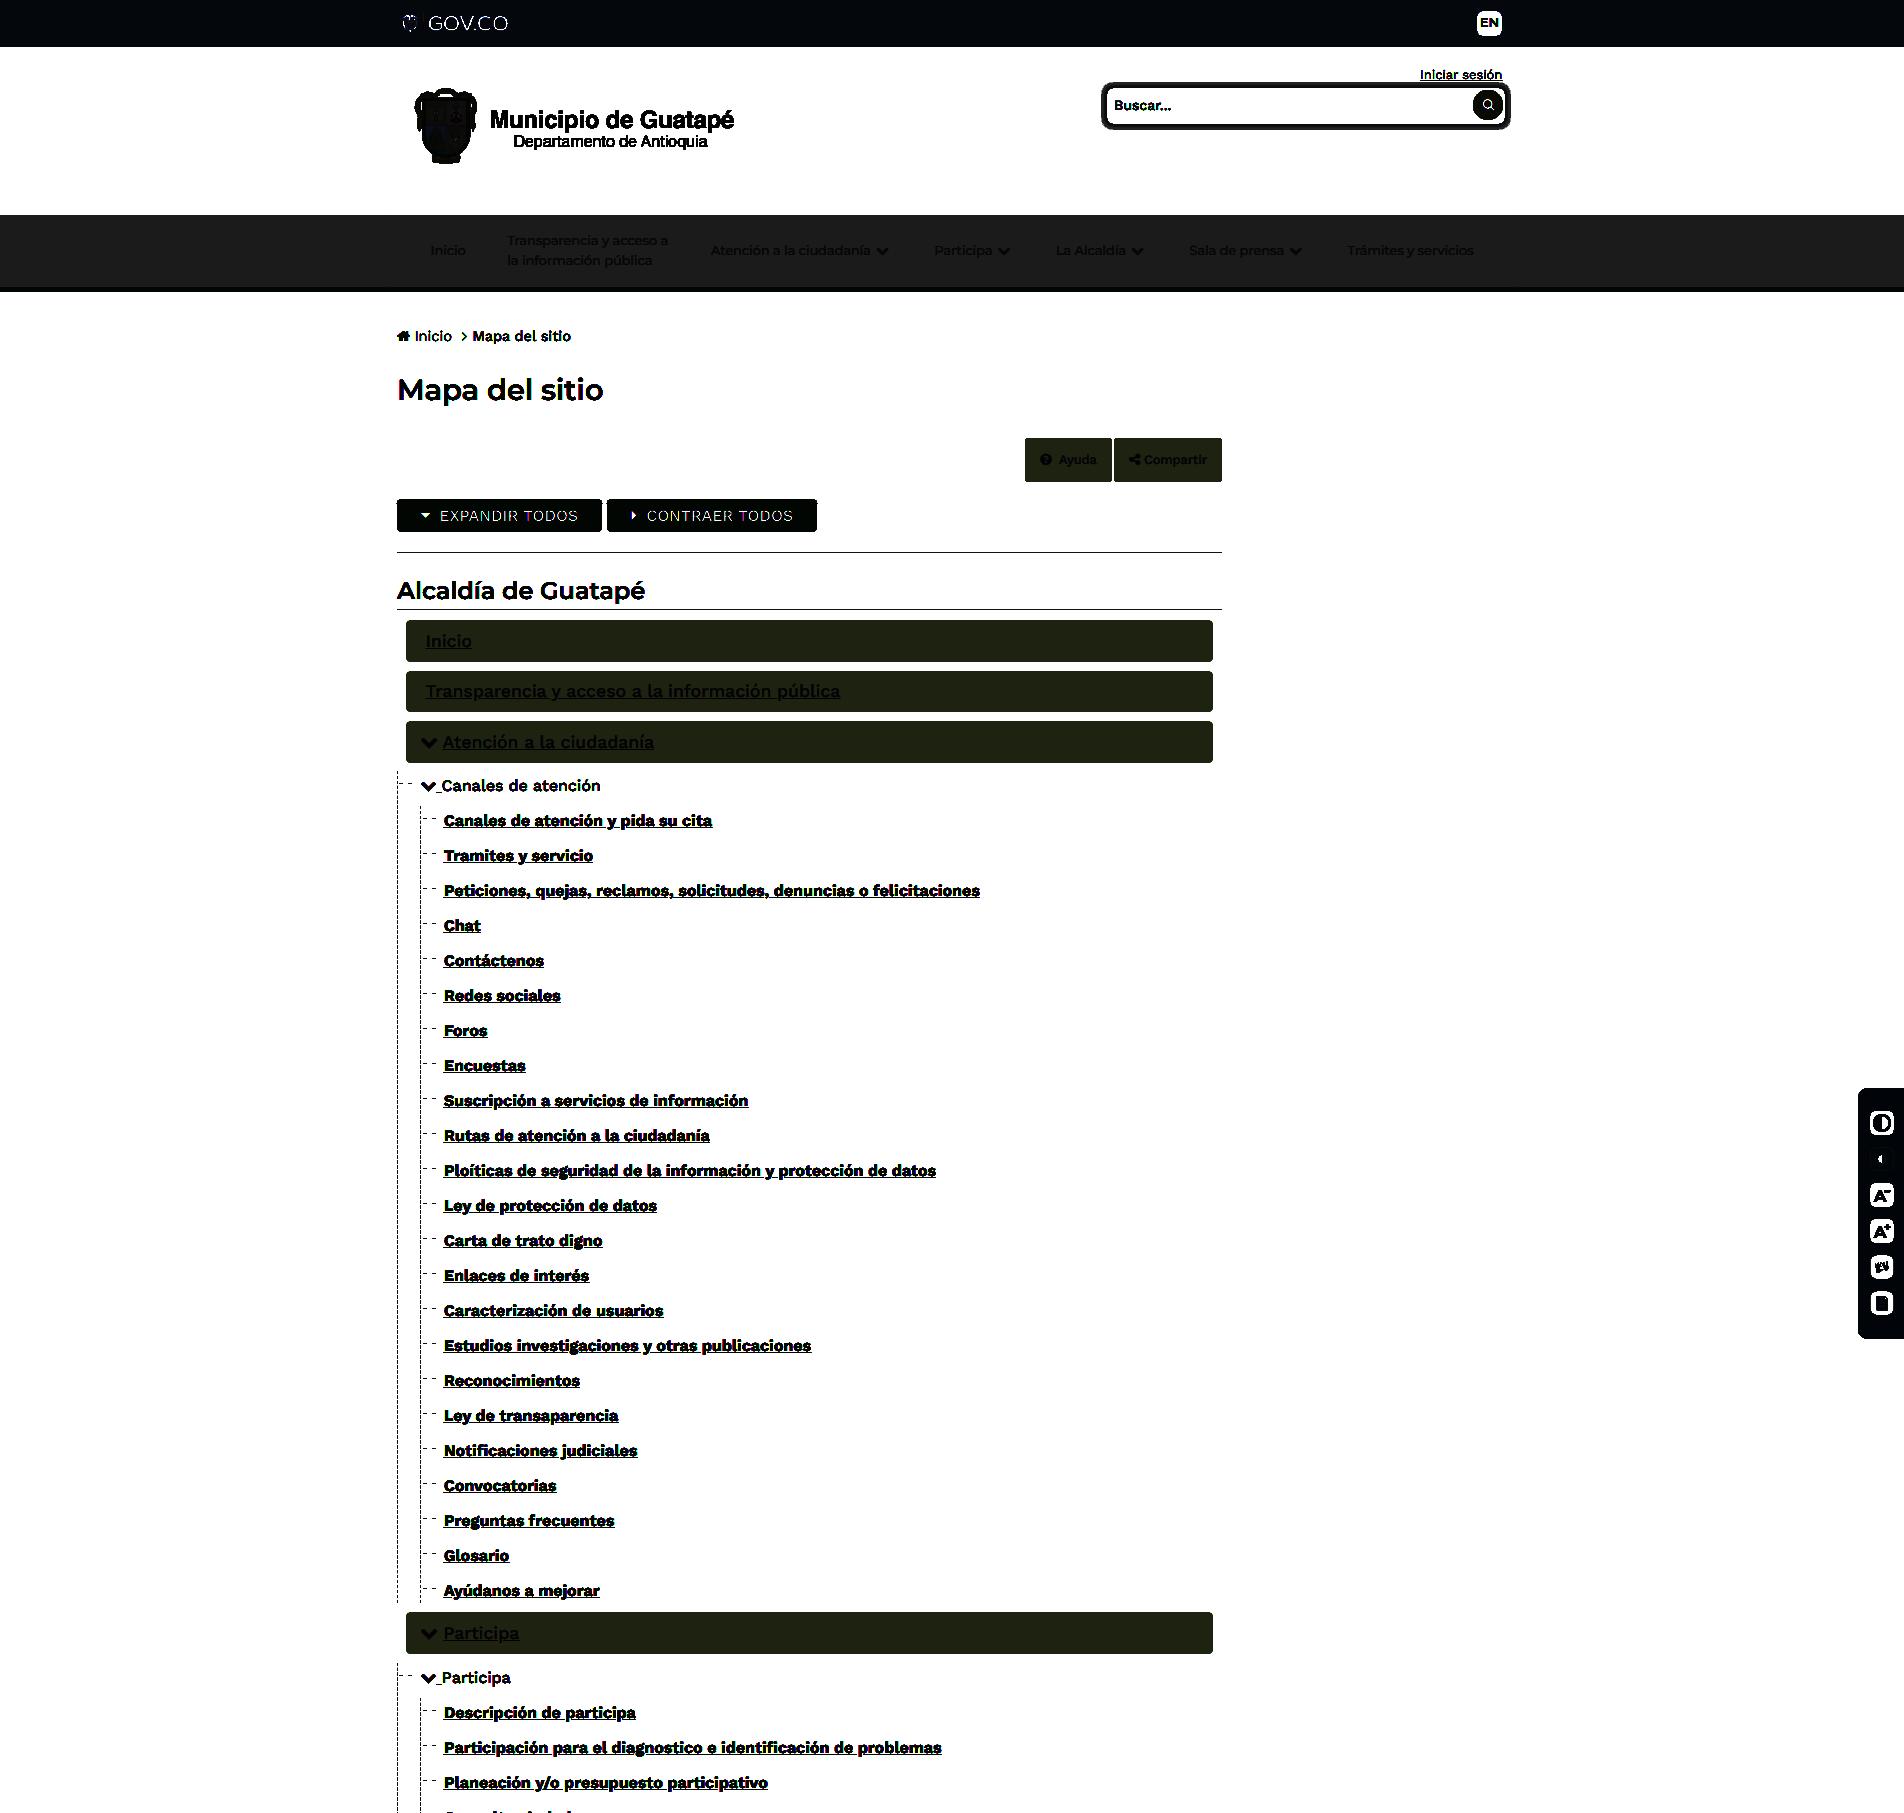 GOV.CO
EN
Iniciar sesión
Buscar...
Municipio de Guatapé
Departamento de Antioquia
Inicio
Transparencia y acceso a
la información pública
Atención a la ciudadanía
Participa
La Alcaldía
Sala de prensa
Trámites y servicios
Inicio > Mapa del sitio
Mapa del sitio
Ayuda
Compartir
EXPANDIR TODOS
CONTRAER TODOS
Alcaldía de Guatapé
Inicio
Transparencia y acceso a la información pública
Atención a la ciudadanía
Canales de atención
Canales de atención y pida su cita
Tramites y servicio
Peticiones, quejas, reclamos, solicitudes, denuncias o felicitaciones
Chat
Contáctenos
Redes sociales
Foros
Encuestas
Suscripción a servicios de información
Rutas de atención a la ciudadanía
Ploíticas de seguridad de la información y protección de datos
Ley de protección de datos
Carta de trato digno
Enlaces de interés
Caracterización de usuarios
Estudios investigaciones y otras publicaciones
Reconocimientos
Ley de transaparencia
Notificaciones judiciales
Convocatorias
Preguntas frecuentes
Glosario
Ayúdanos a mejorar
Participa
Participa
Descripción de participa
Participación para el diagnostico e identificación de problemas
Planeación y/o presupuesto participativo
A-
A+